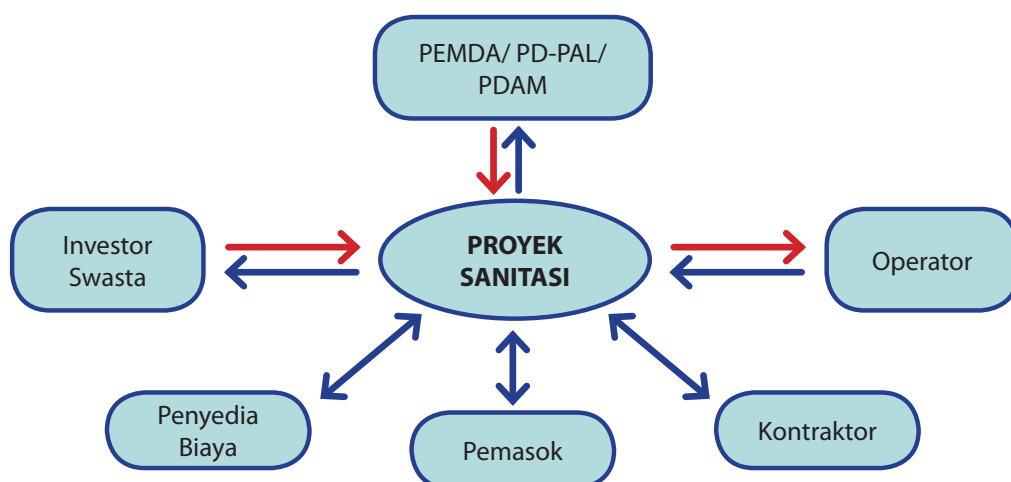 PEMDA/ PD-PAL/
PDAM
Investor
Swasta
PROYEK
SANITASI
Operator
Penyedia
Biaya
Pemasok
Kontraktor